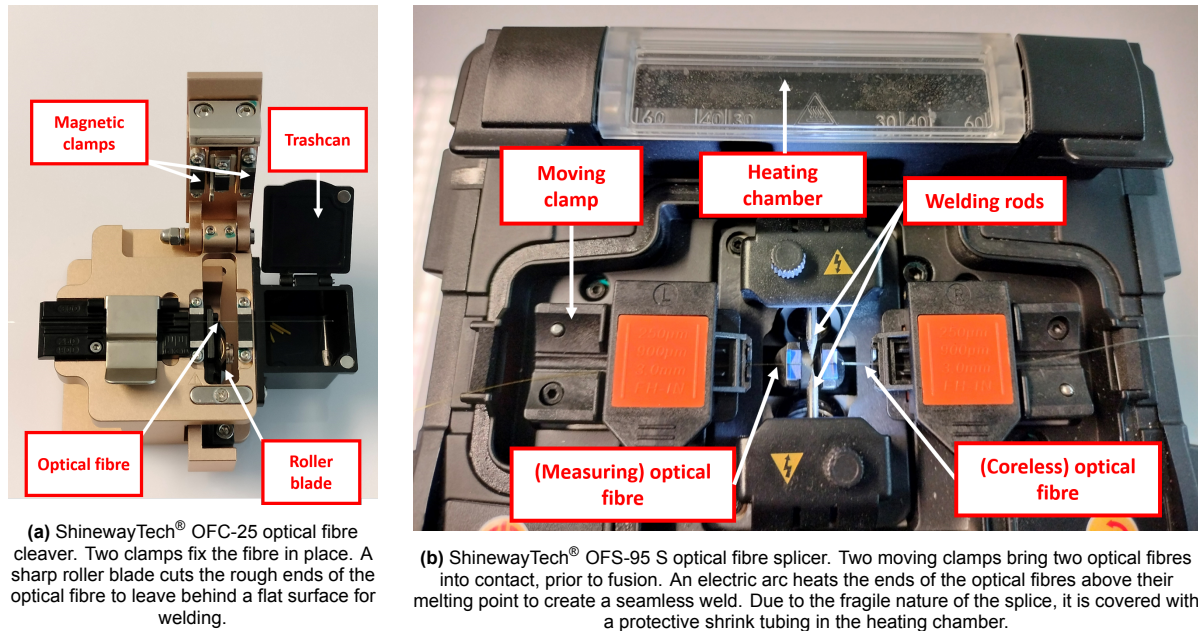 Magnetic
clamps
Trashcan
Optical fibre
Roller
blade
(a) ShinewayTech® OFC-25 optical fibre
cleaver. Two clamps fix the fibre in place. A
sharp roller blade cuts the rough ends of the
optical fibre to leave behind a flat surface for
welding.
60 40 30 30 40 60
Moving
clamp
Heating
chamber
Welding rods
L
R
(Measuring) optical
fibre
(Coreless) optical
fibre
(b) ShinewayTech® OFS-95 S optical fibre splicer. Two moving clamps bring two optical fibres
into contact, prior to fusion. An electric arc heats the ends of the optical fibres above their
melting point to create a seamless weld. Due to the fragile nature of the splice, it is covered with
a protective shrink tubing in the heating chamber.